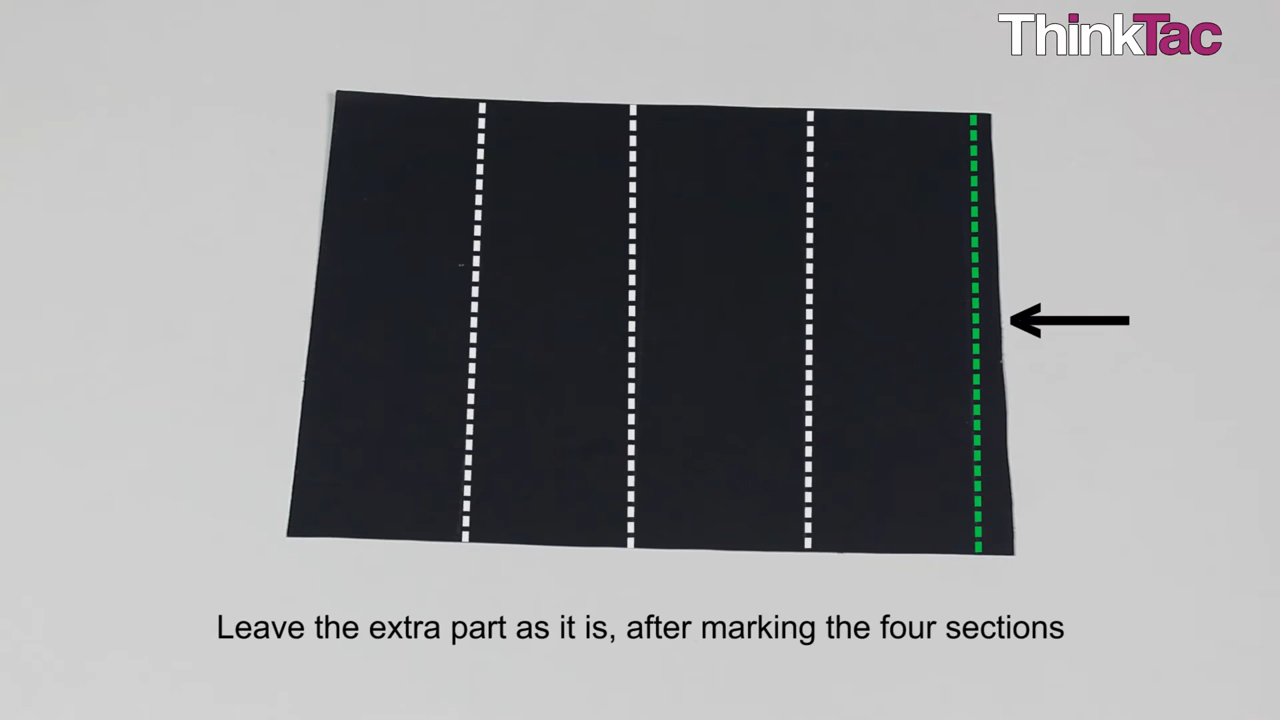 ThinkTac
Leave the extra part as it is, after marking the four sections